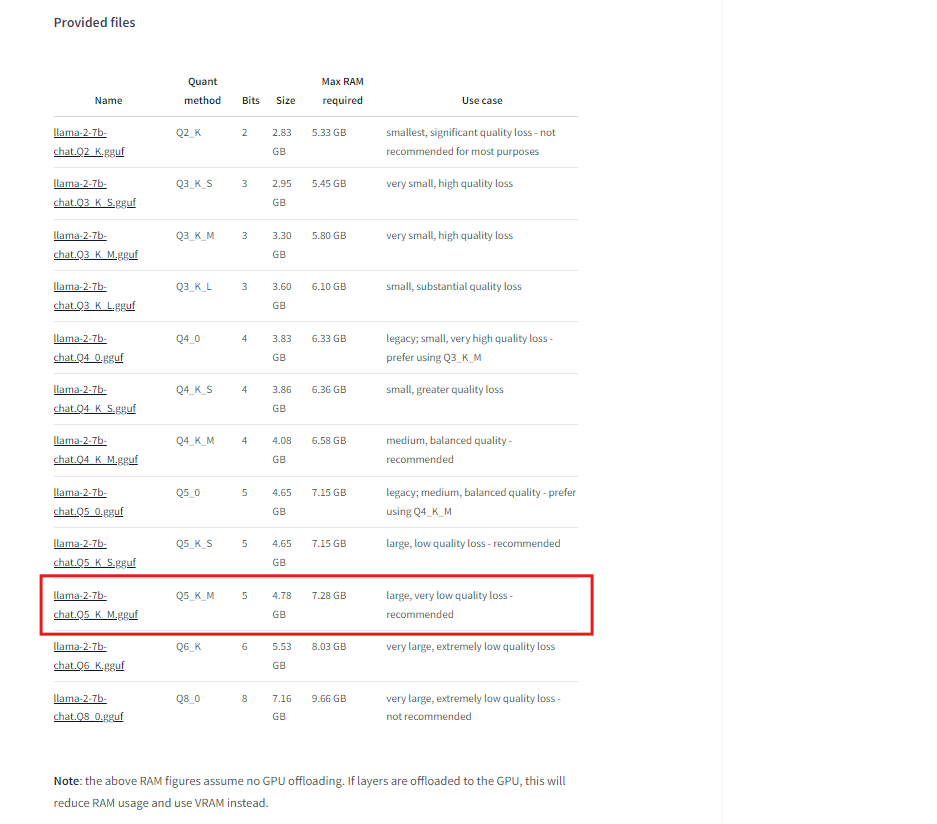 Provided files
Quant Max RAM
Name method Bits Size required Use case
llama-2-7b- Q2_K 2 2.83 5.33 GB smallest, significant quality loss - not
chat.Q2_K.gguf GB recommended for most purposes
llama-2-7b- Q3_K_S 3 2.95 5.45 GB very small, high quality loss
chat.Q3_K_S.gguf GB
llama-2-7b- Q3_K_M 3 3.30 5.80 GB very small, high quality loss
chat.Q3_K_M.gguf GB
llama-2-7b- Q3_K_L 3 3.60 6.10 GB small, substantial quality loss
chat.Q3_K_L.gguf GB
llama-2-7b- Q4_0 4 3.83 6.33 GB legacy; small, very high quality loss -
chat.Q4_0.gguf GB prefer using Q3_K_M
llama-2-7b- Q4_K_S 4 3.86 6.36 GB small, greater quality loss
chat.Q4_K_S.gguf GB
llama-2-7b- Q4_K_M 4 4.08 6.58 GB medium, balanced quality -
chat.Q4_K_M.gguf GB recommended
llama-2-7b- Q5_0 5 4.65 7.15 GB legacy; medium, balanced quality - prefer
chat.Q5_0.gguf GB using Q4_K_M
llama-2-7b- Q5_K_S 5 4.65 7.15 GB large, low quality loss - recommended
chat.Q5_K_S.gguf GB
llama-2-7b- Q5_K_M 5 4.78 7.28 GB large, very low quality loss -
chat.Q5_K_M.gguf GB recommended
llama-2-7b- Q6_K 6 5.53 8.03 GB very large, extremely low quality loss
chat.Q6_K.gguf GB
llama-2-7b- Q8_0 8 7.16 9.66 GB very large, extremely low quality loss -
chat.Q8_0.gguf GB not recommended
Note: the above RAM figures assume no GPU offloading. If layers are offloaded to the GPU, this will
reduce RAM usage and use VRAM instead.